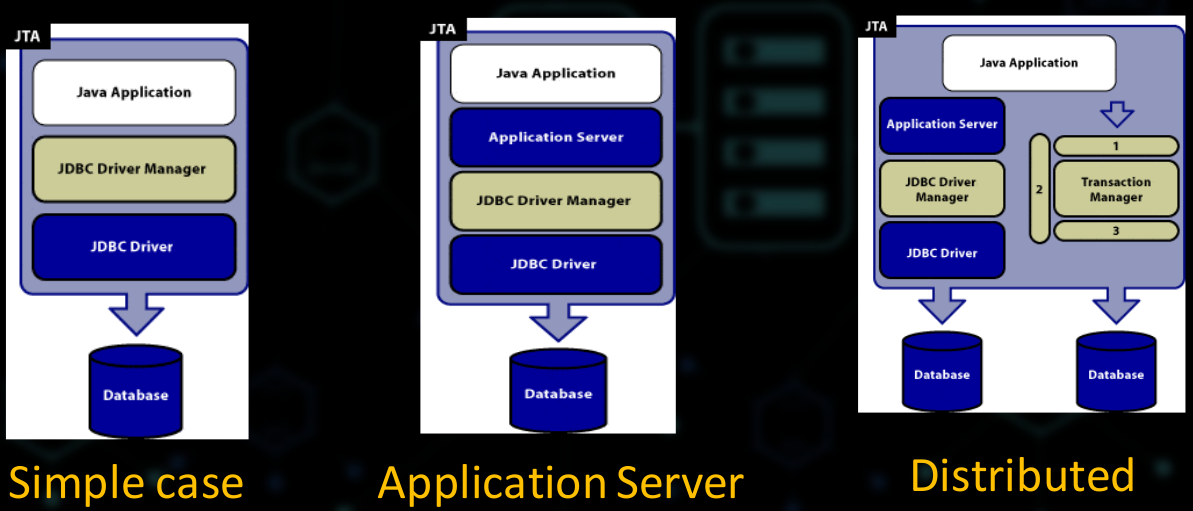 JTA
Java Application
JDBC Driver Manager
JDBC Driver
Database
Simple case
JTA
Java Application
Application Server
JDBC Driver Manager
JDBC Driver
Database
Application Server
JTA
Java Application
Application Server
JDBC Driver
Manager
JDBC Driver
1
2
Transaction
Manager
3
Database
Database
Distributed